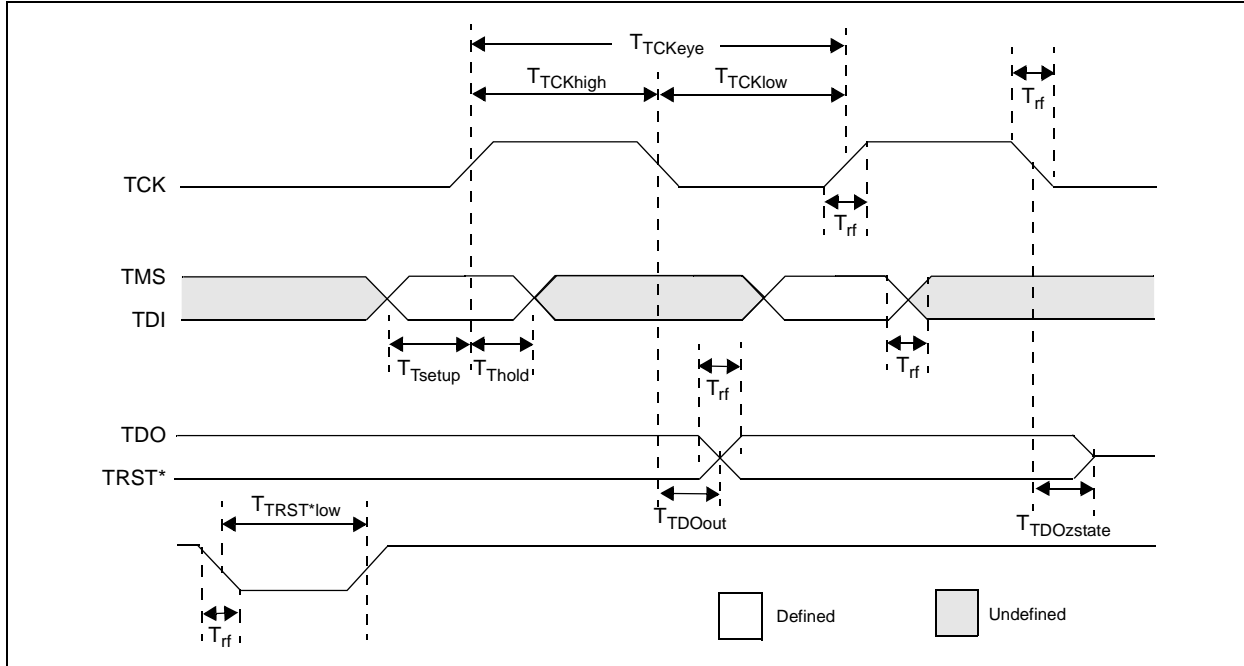 TTCKeye
TTCKhigh
TTCKlow
Trf
TCK
Trf
TMS
TDI
TTsetup
TThold
Trf
Trf
TDO
TRST*
TTRST*low
TTDOout
TTDOzstate
Trf
Defined
Undefined